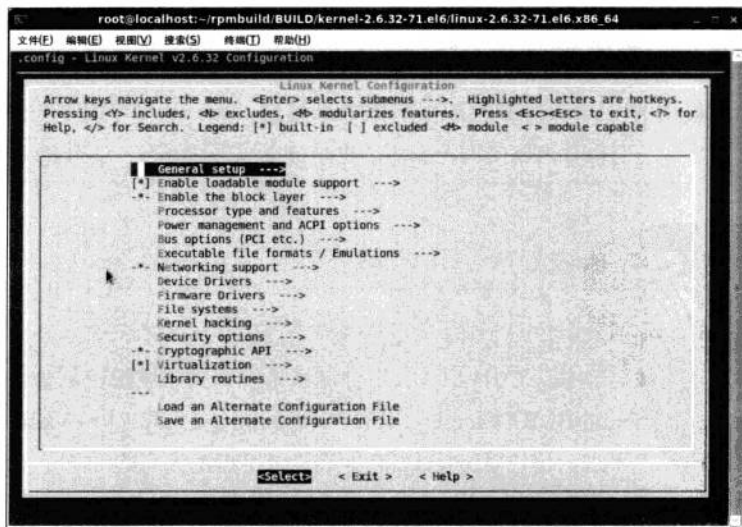 root@localhost:~/rpmbuild/BUILD/kernel-2.6.32-71.el6/linux-2.6.32-71.el6.x86_64
文件(F) 编辑(E) 视图(V) 搜索(S) 终端(T) 帮助(H)
.config - Linux Kernel v2.6.32 Configuration
Linux Kernel Configuration
Arrow keys navigate the menu. <Enter> selects submenus --->. Highlighted letters are hotkeys.
Pressing <Y> includes, <N> excludes, <M> modularizes features. Press <Esc><Esc> to exit, <?> for
Help, </> for Search. Legend: [*] built-in [ ] excluded <M> module < > module capable
General setup --->
[*] Enable loadable module support --->
-*- Enable the block layer --->
Processor type and features --->
Power management and ACPI options --->
Bus options (PCI etc.) --->
Executable file formats / Emulations --->
-*- Networking support --->
Device Drivers --->
Firmware Drivers --->
File systems --->
Kernel hacking --->
Security options --->
-*- Cryptographic API --->
[*] Virtualization --->
Library routines --->
---
Load an Alternate Configuration File
Save an Alternate Configuration File
<Select> < Exit > < Help >